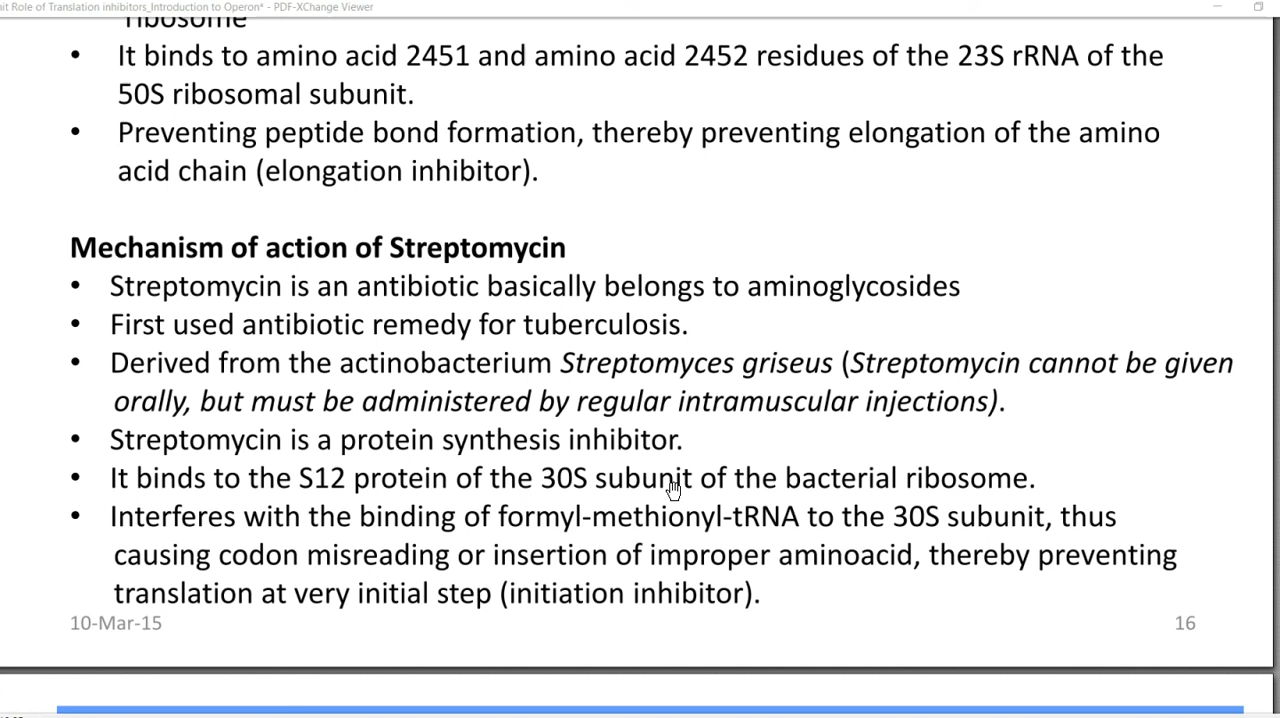 nit Role of Translation inhibitors_Introduction to Operon* - PDF-XChange Viewer
ribosome
• It binds to amino acid 2451 and amino acid 2452 residues of the 23S rRNA of the
50S ribosomal subunit.
• Preventing peptide bond formation, thereby preventing elongation of the amino
acid chain (elongation inhibitor).
Mechanism of action of Streptomycin
• Streptomycin is an antibiotic basically belongs to aminoglycosides
• First used antibiotic remedy for tuberculosis.
• Derived from the actinobacterium Streptomyces griseus (Streptomycin cannot be given
orally, but must be administered by regular intramuscular injections).
• Streptomycin is a protein synthesis inhibitor.
• It binds to the S12 protein of the 30S subunit of the bacterial ribosome.
• Interferes with the binding of formyl-methionyl-tRNA to the 30S subunit, thus
causing codon misreading or insertion of improper aminoacid, thereby preventing
translation at very initial step (initiation inhibitor).
10-Mar-15
16